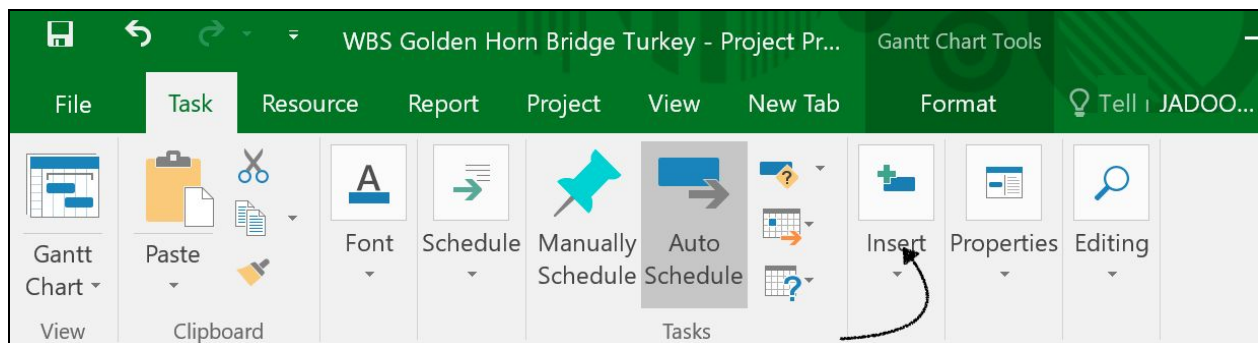 WBS Golden Horn Bridge Turkey - Project Pr... Gantt Chart Tools
File Task Resource Report Project View New Tab Format Tell JADOO...
Gantt Chart
Paste
Font
Schedule
Manually Schedule
Auto Schedule
Insert
Properties
Editing
View Clipboard Tasks